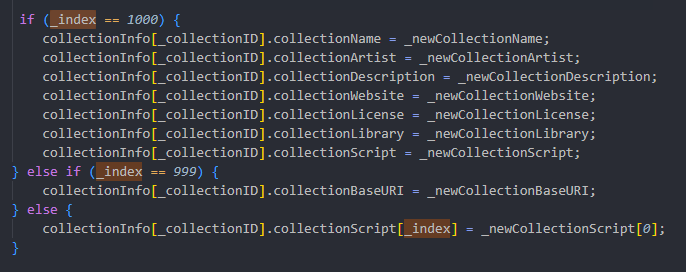 if (_index == 1000) {
collectionInfo[_collectionID].collectionName = _newCollectionName;
collectionInfo[_collectionID].collectionArtist = _newCollectionArtist;
collectionInfo[_collectionID].collectionDescription = _newCollectionDescription;
collectionInfo[_collectionID].collectionWebsite = _newCollectionWebsite;
collectionInfo[_collectionID].collectionLicense = _newCollectionLicense;
collectionInfo[_collectionID].collectionLibrary = _newCollectionLibrary;
collectionInfo[_collectionID].collectionScript = _newCollectionScript;
} else if (_index == 999) {
collectionInfo[_collectionID].collectionBaseURI = _newCollectionBaseURI;
} else {
collectionInfo[_collectionID].collectionScript[_index] = _newCollectionScript[0];
}